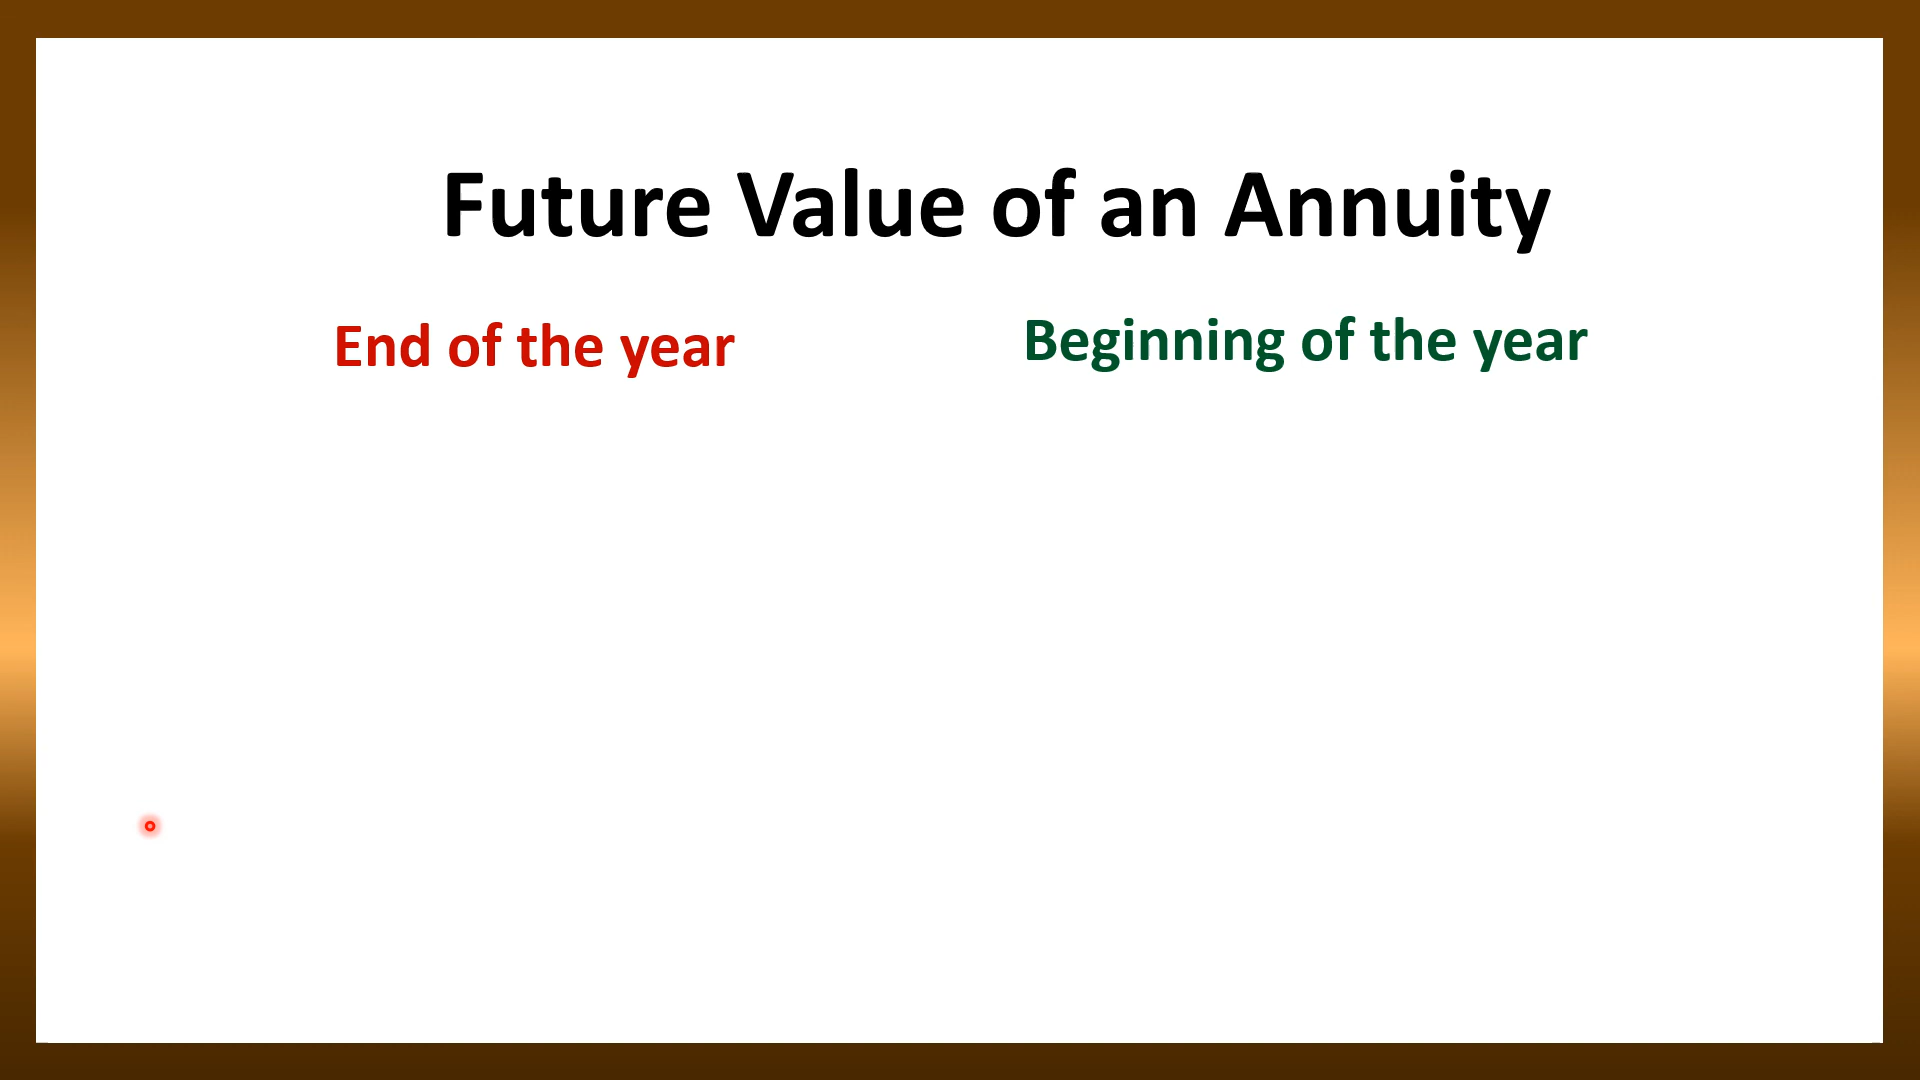 Future Value of an Annuity
End of the year
Beginning of the year